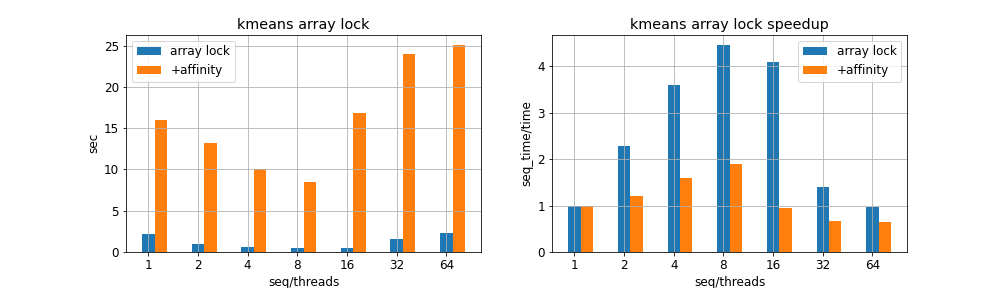 kmeans array lock
25
20
15
10
5
0
sec
array lock
+affinity
1 2 4 8 16 32 64
seq/threads
kmeans array lock speedup
4
3
2
1
0
seq_time/time
array lock
+affinity
1 2 4 8 16 32 64
seq/threads